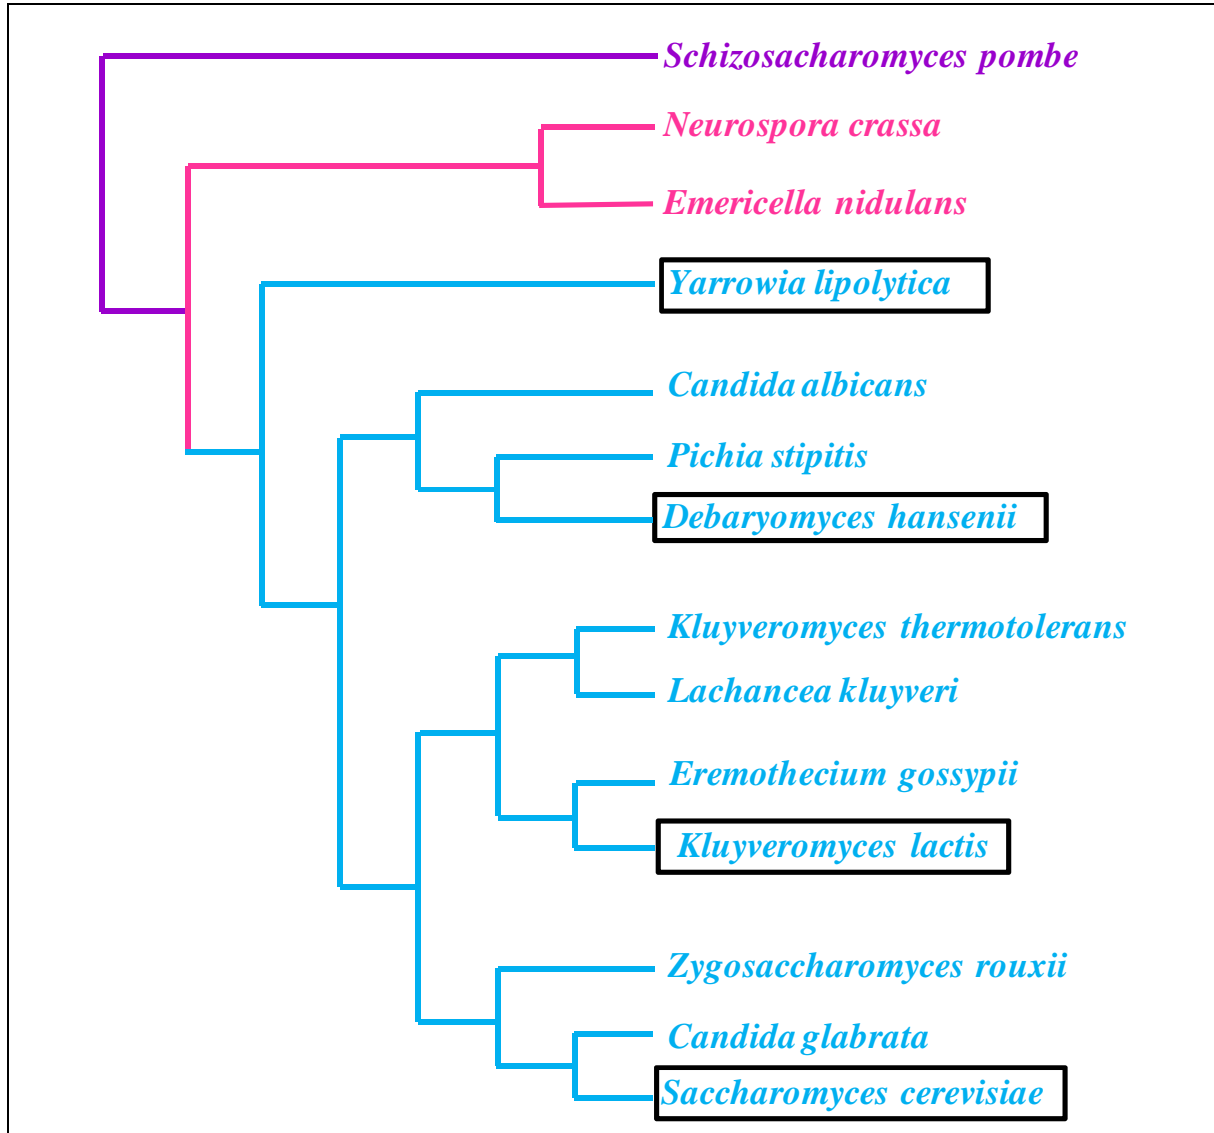 Schizosacharomyces pombe
Neurospora crassa
Emericella nidulans
Yarrowia lipolytica
Candida albicans
Pichia stipitis
Debaryomyces hansenii
Kluyveromyces thermotolerans
Lachancea kluyveri
Eremothecium gossypii
Kluyveromyces lactis
Zygosaccharomyces rouxii
Candida glabrata
Saccharomyces cerevisiae